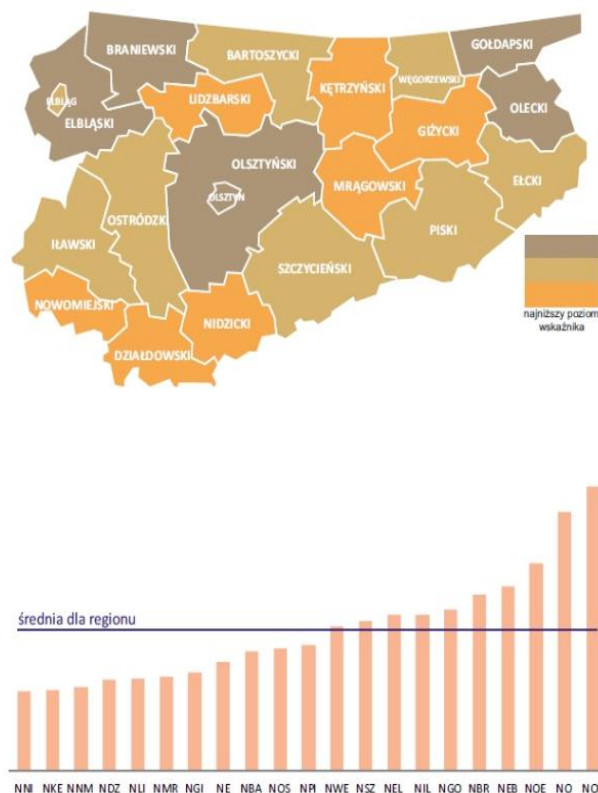 BRANIEWSKI
BARTOSZYCKI
GOŁDAPSKI
KĘTRZYŃSKI
WĘGORZEWSKI
ELBLĄG
LIDZBARSKI
OLECKI
ELBLĄSKI
GIŻYCKI
OLSZTYŃSKI
MRĄGOWSKI
EŁCKI
OLSZTYN
OSTRÓDZKI
IŁAWSKI
PISKI
SZCZYCIEŃSKI
NOWOMIEJSKI
NIDZICKI
DZIAŁDOWSKI
najniższy poziom
wskaźnika
średnia dla regionu
NNI NKE NNM NDZ NLI NMR NGI NE NBA NOS NPI NWE NSZ NEL NIL NGO NBR NEB NOE NO